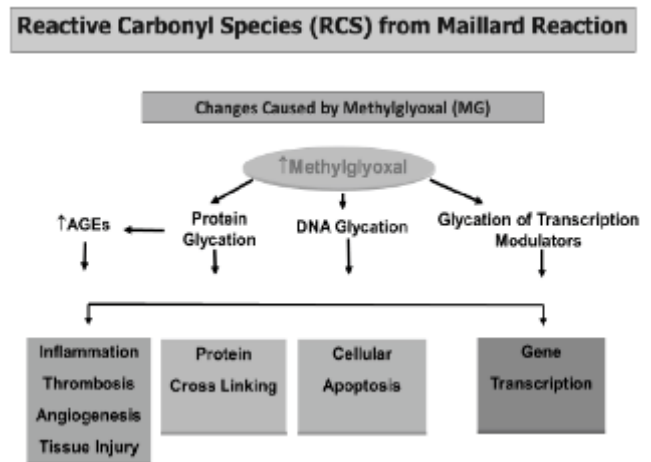 Reactive Carbonyl Species (RCS) from Maillard Reaction
Changes Caused by Methylglyoxal (MG)
↑Methylglyoxal
↑AGEs
Protein
Glycation
DNA Glycation
Glycation of Transcription
Modulators
Inflammation
Thrombosis
Angiogenesis
Tissue Injury
Protein
Cross Linking
Cellular
Apoptosis
Gene
Transcription